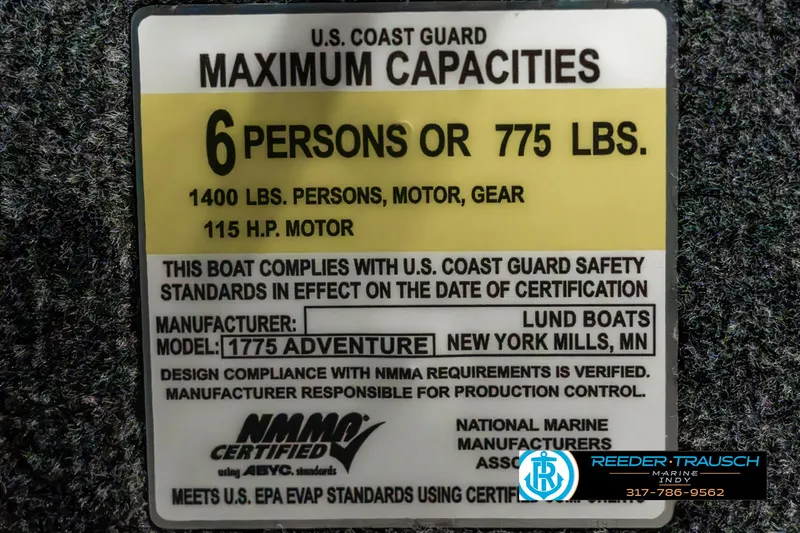 U.S. COAST GUARD
MAXIMUM CAPACITIES
6 PERSONS OR 775 LBS.
1400 LBS. PERSONS, MOTOR, GEAR
115 H.P. MOTOR
THIS BOAT COMPLIES WITH U.S. COAST GUARD SAFETY
STANDARDS IN EFFECT ON THE DATE OF CERTIFICATION
MANUFACTURER: LUND BOATS
MODEL: 1775 ADVENTURE NEW YORK MILLS, MN
DESIGN COMPLIANCE WITH NMMA REQUIREMENTS IS VERIFIED.
MANUFACTURER RESPONSIBLE FOR PRODUCTION CONTROL.
NMMA
CERTIFIED
using ABYC. standards
NATIONAL MARINE
MANUFACTURERS
REEDER·TRAUSCH
MARINE
INDY
317-786-9562
MEETS U.S. EPA EVAP STANDARDS USING